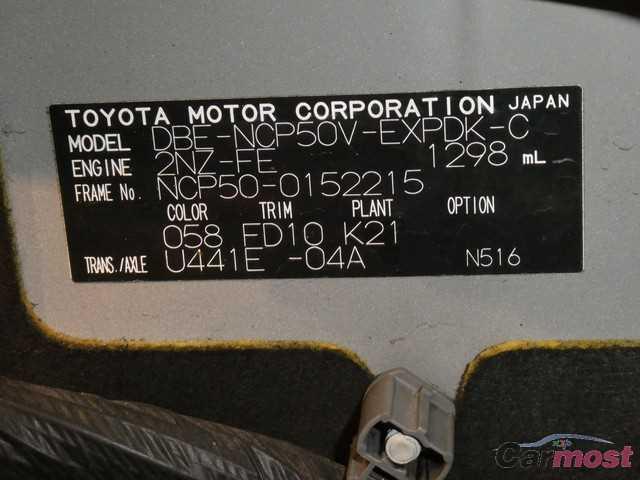 TOYOTA MOTOR CORPORATION JAPAN
MODEL DBE-NCP50V-EXPDK-C
ENGINE 2NZ-FE 1298 mL
FRAME No. NCP50-0152215
COLOR TRIM PLANT OPTION
058 FD10 K21
TRANS./AXLE U441E -04A N516
Carmost